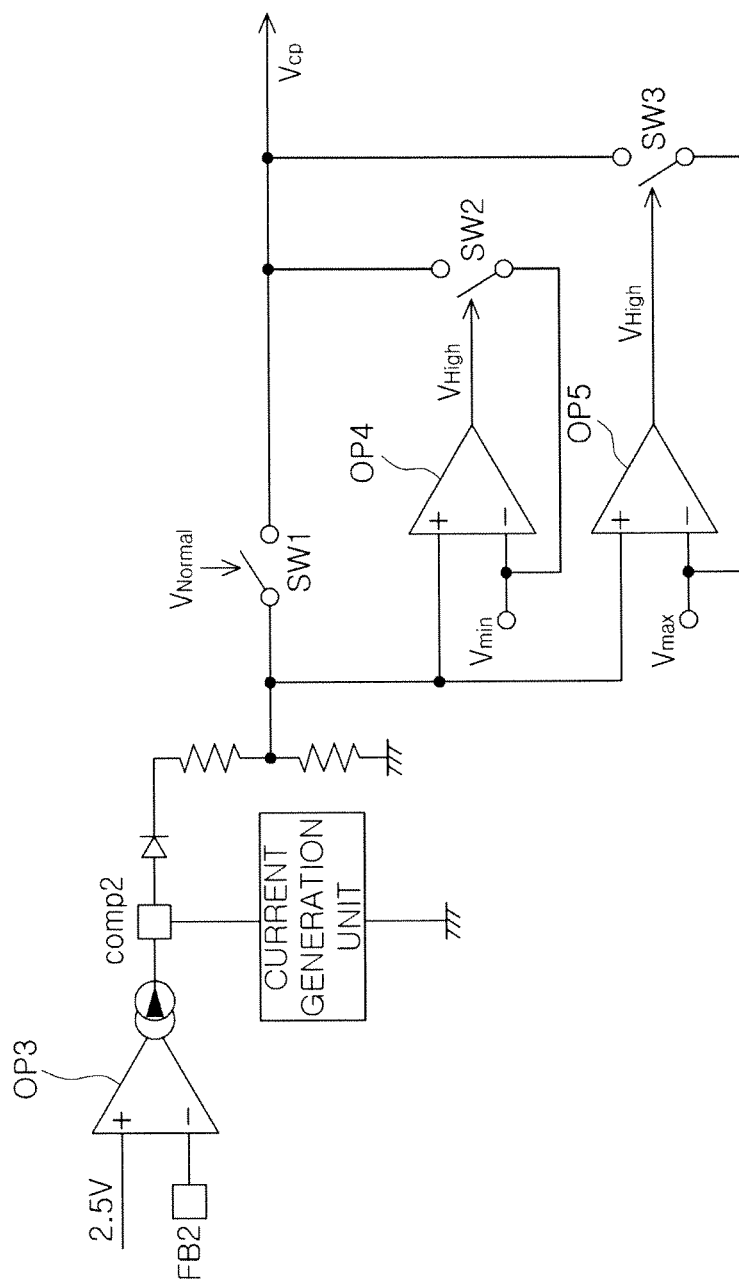 2.5V
FB2
OP3
comp2
CURRENT
GENERATION
UNIT
VNormal
SW1
Vcp
OP4
+
−
Vmin
VHigh
SW2
OP5
+
−
Vmax
VHigh
SW3
+
−